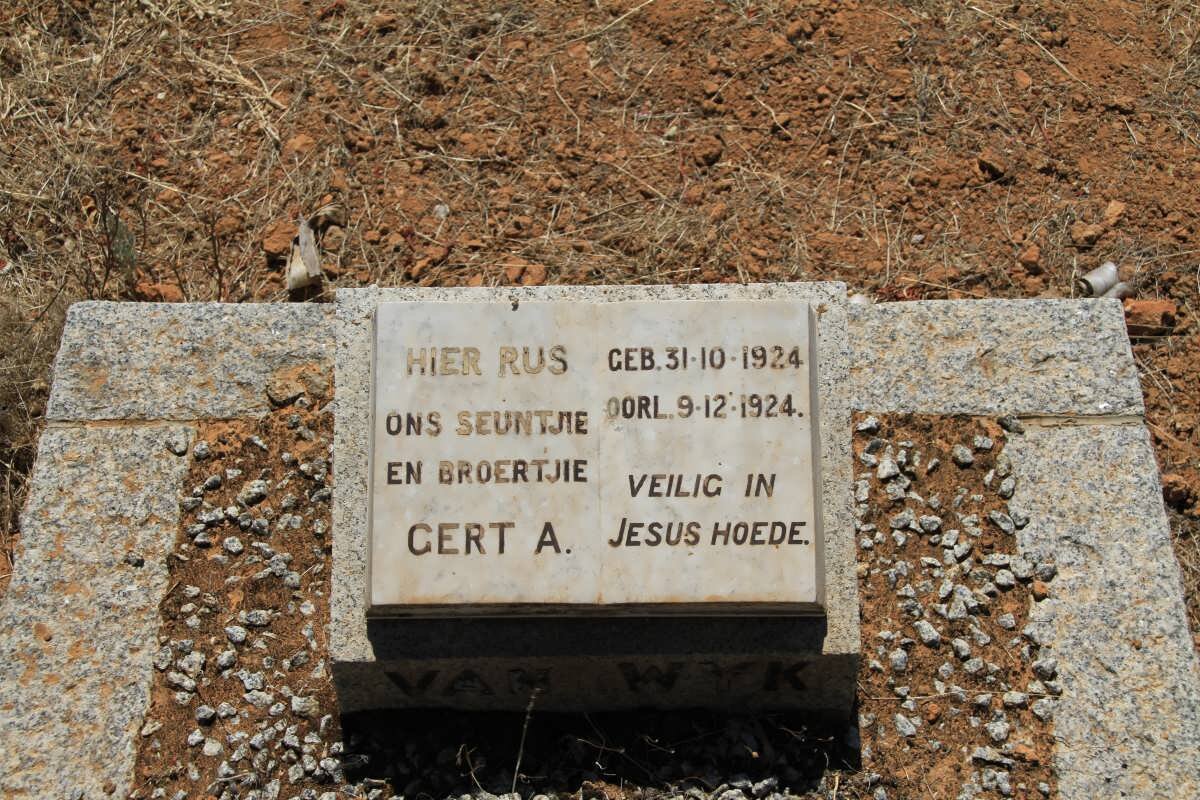 HIER RUS
ONS SEUNTJIE
EN BROERTJIE
GERT A.
GEB. 31·10·1924
OORL. 9·12·1924.
VEILIG IN
JESUS HOEDE.
VAN WYK